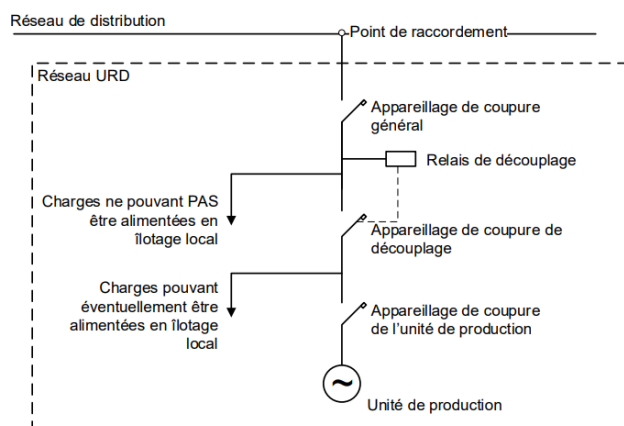 Réseau de distribution
Point de raccordement
Réseau URD
Appareillage de coupure
général
Relais de découplage
Charges ne pouvant PAS
être alimentées en
îlotage local
Appareillage de coupure de
découplage
Charges pouvant
éventuellement être
alimentées en îlotage
local
Appareillage de coupure
de l'unité de production
~
Unité de production